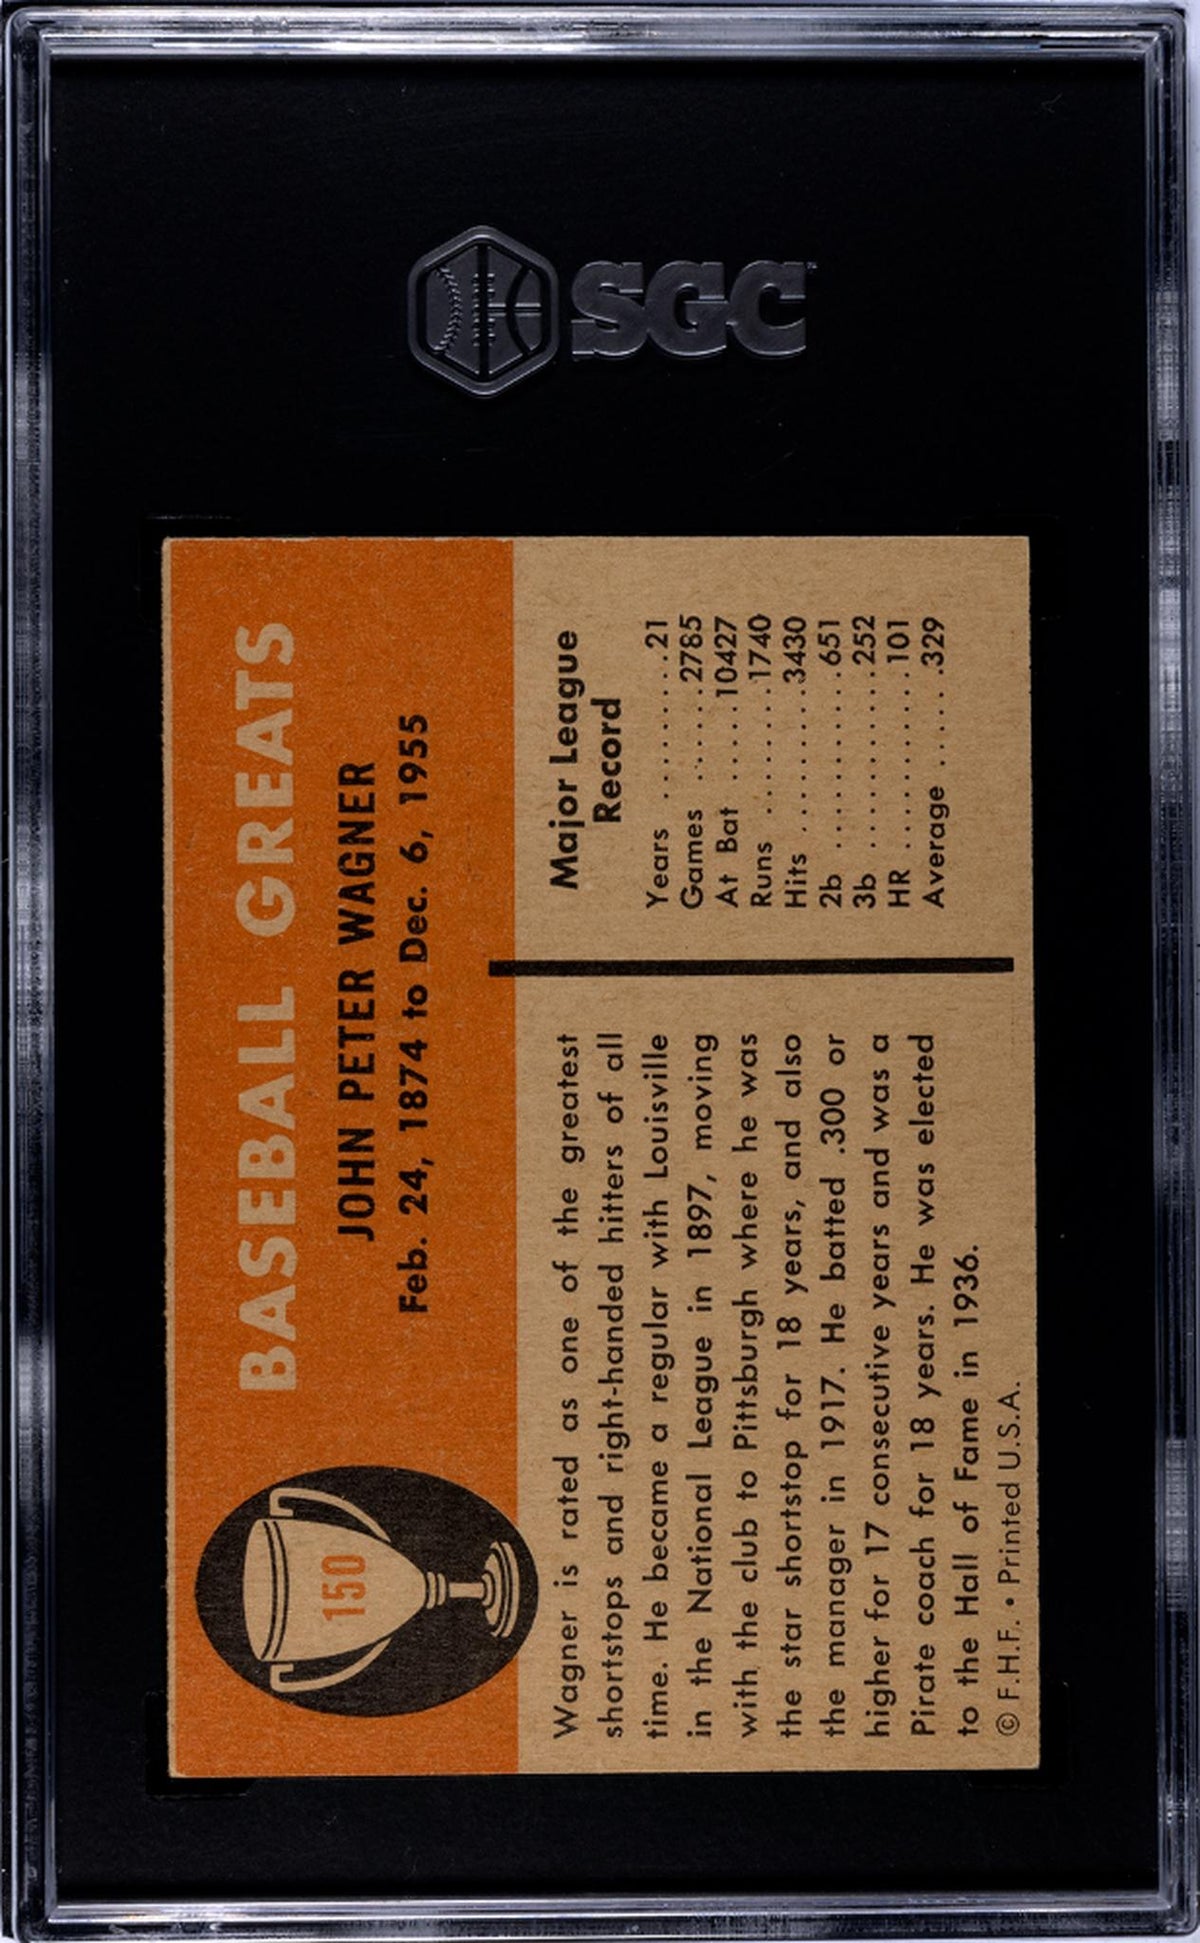 SGC™
BASEBALL GREATS
JOHN PETER WAGNER
Feb. 24, 1874 to Dec. 6, 1955
150
Wagner is rated as one of the greatest
shortstops and right-handed hitters of all
time. He became a regular with Louisville
in the National League in 1897, moving
with the club to Pittsburgh where he was
the star shortstop for 18 years, and also
the manager in 1917. He batted .300 or
higher for 17 consecutive years and was a
Pirate coach for 18 years. He was elected
to the Hall of Fame in 1936.
© F.H.F. • Printed U.S.A.
Major League
Record
Years . . . . . . . . . 21
Games . . . . . . 2785
At Bat . . . . . 10427
Runs . . . . . . . . 1740
Hits . . . . . . . . . 3430
2b . . . . . . . . . . . 651
3b . . . . . . . . . . . 252
HR . . . . . . . . . . . 101
Average . . . . . . .329